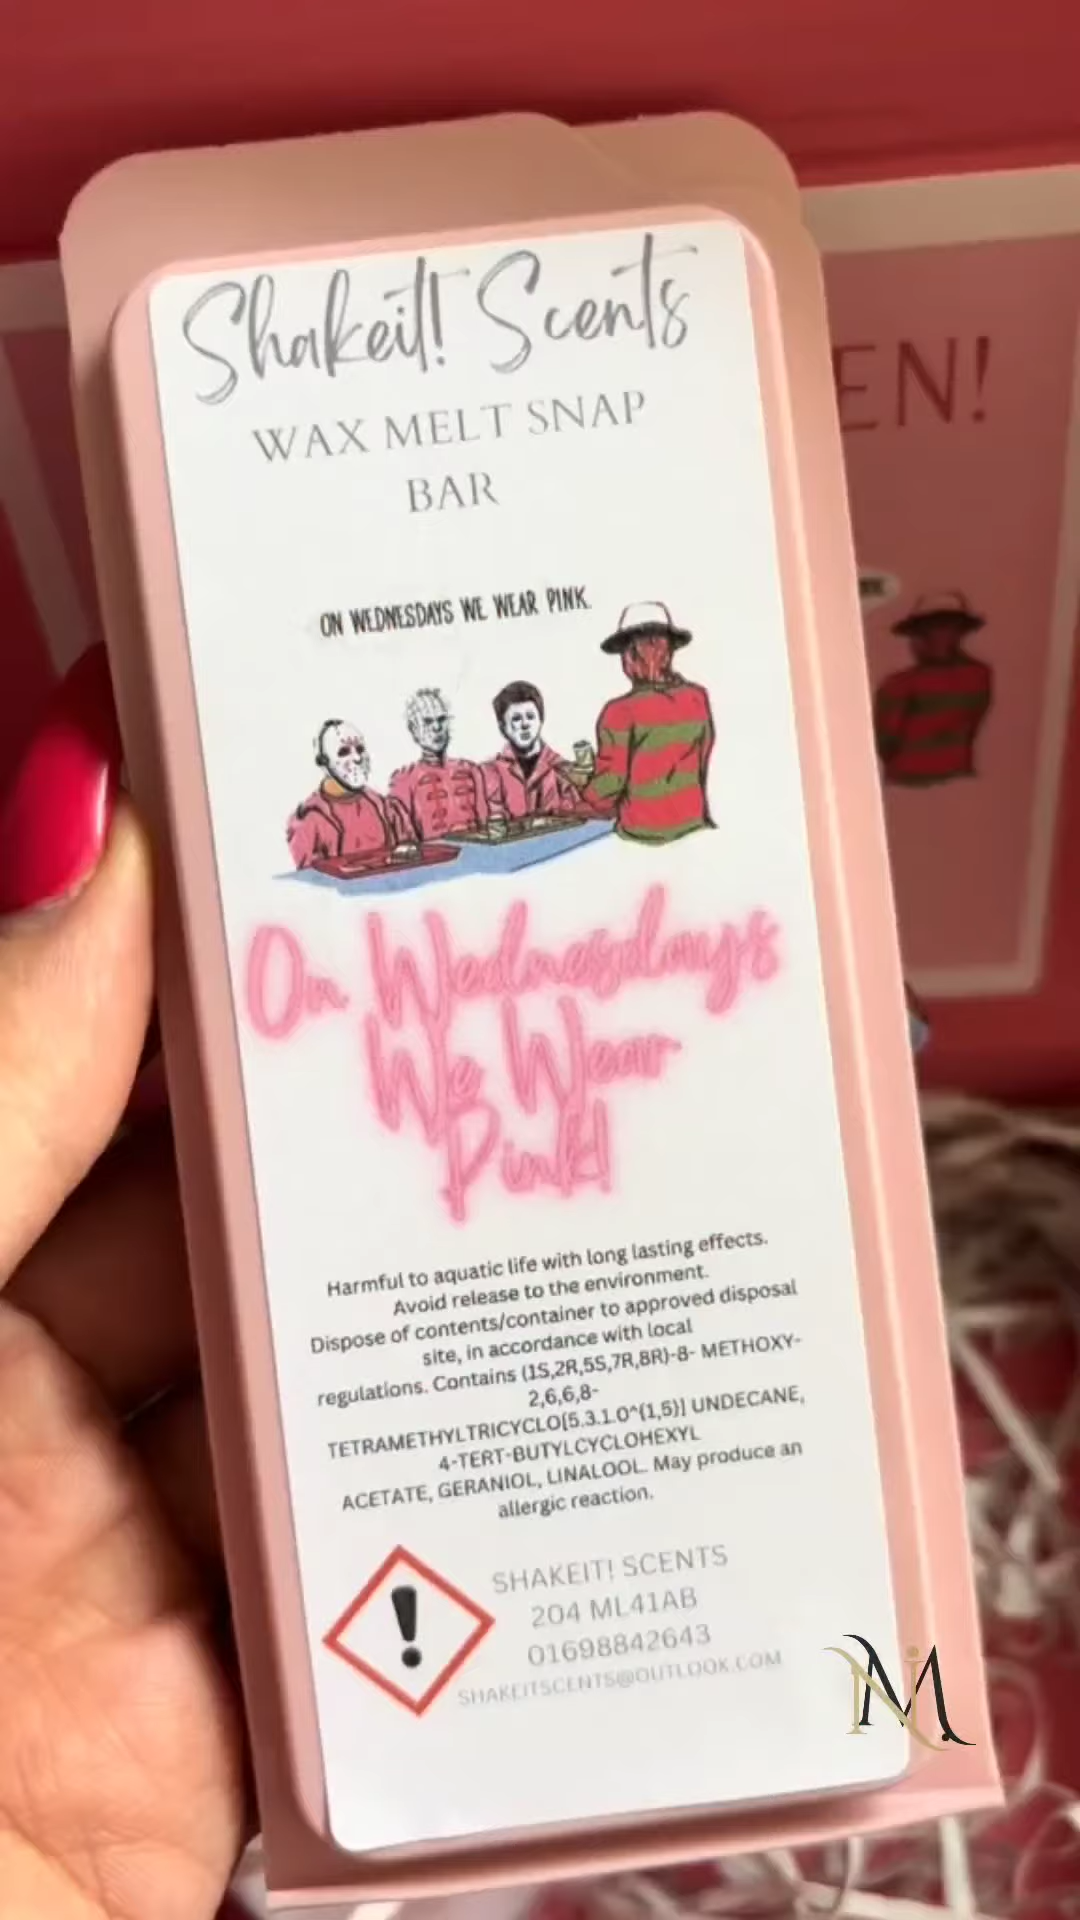 Shakeit! Scents
WAX MELT SNAP
BAR
ON WEDNESDAYS WE WEAR PINK.
On Wednesdays
We Wear
Pink!
Harmful to aquatic life with long lasting effects.
Avoid release to the environment.
Dispose of contents/container to approved disposal
site, in accordance with local
regulations. Contains (1S,2R,5S,7R,8R)-8- METHOXY-
2,6,6,8-
TETRAMETHYLTRICYCLO[5.3.1.0^(1,5)] UNDECANE,
4-TERT-BUTYLCYCLOHEXYL
ACETATE, GERANIOL, LINALOOL. May produce an
allergic reaction.
!
SHAKEIT! SCENTS
204 ML41AB
01698842643
SHAKEITSCENTS@OUTLOOK.COM
EN!